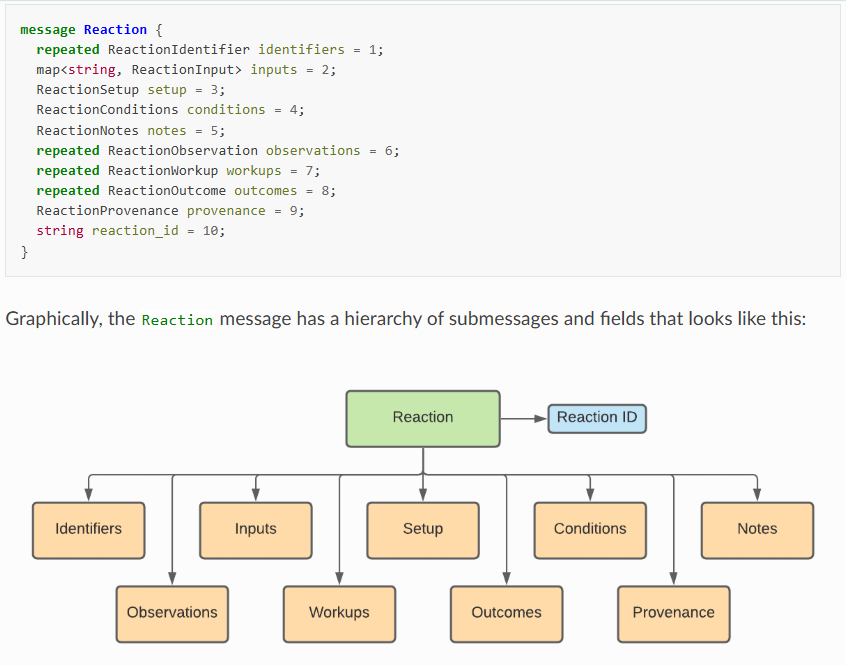 message Reaction {
  repeated ReactionIdentifier identifiers = 1;
  map<string, ReactionInput> inputs = 2;
  ReactionSetup setup = 3;
  ReactionConditions conditions = 4;
  ReactionNotes notes = 5;
  repeated ReactionObservation observations = 6;
  repeated ReactionWorkup workups = 7;
  repeated ReactionOutcome outcomes = 8;
  ReactionProvenance provenance = 9;
  string reaction_id = 10;
}
Graphically, the Reaction message has a hierarchy of submessages and fields that looks like this:
Reaction
Reaction ID
Identifiers
Inputs
Setup
Conditions
Notes
Observations
Workups
Outcomes
Provenance